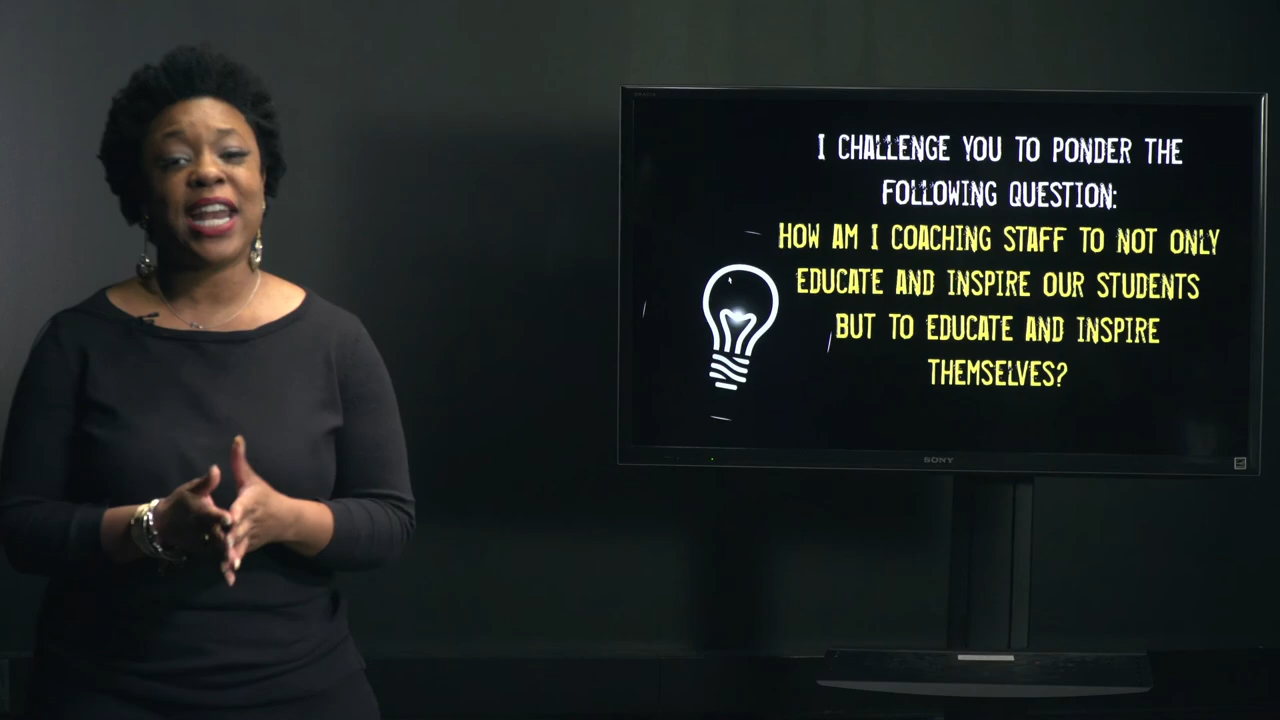 I CHALLENGE YOU TO PONDER THE
FOLLOWING QUESTION:
HOW AM I COACHING STAFF TO NOT ONLY
EDUCATE AND INSPIRE OUR STUDENTS
BUT TO EDUCATE AND INSPIRE
THEMSELVES?
SONY